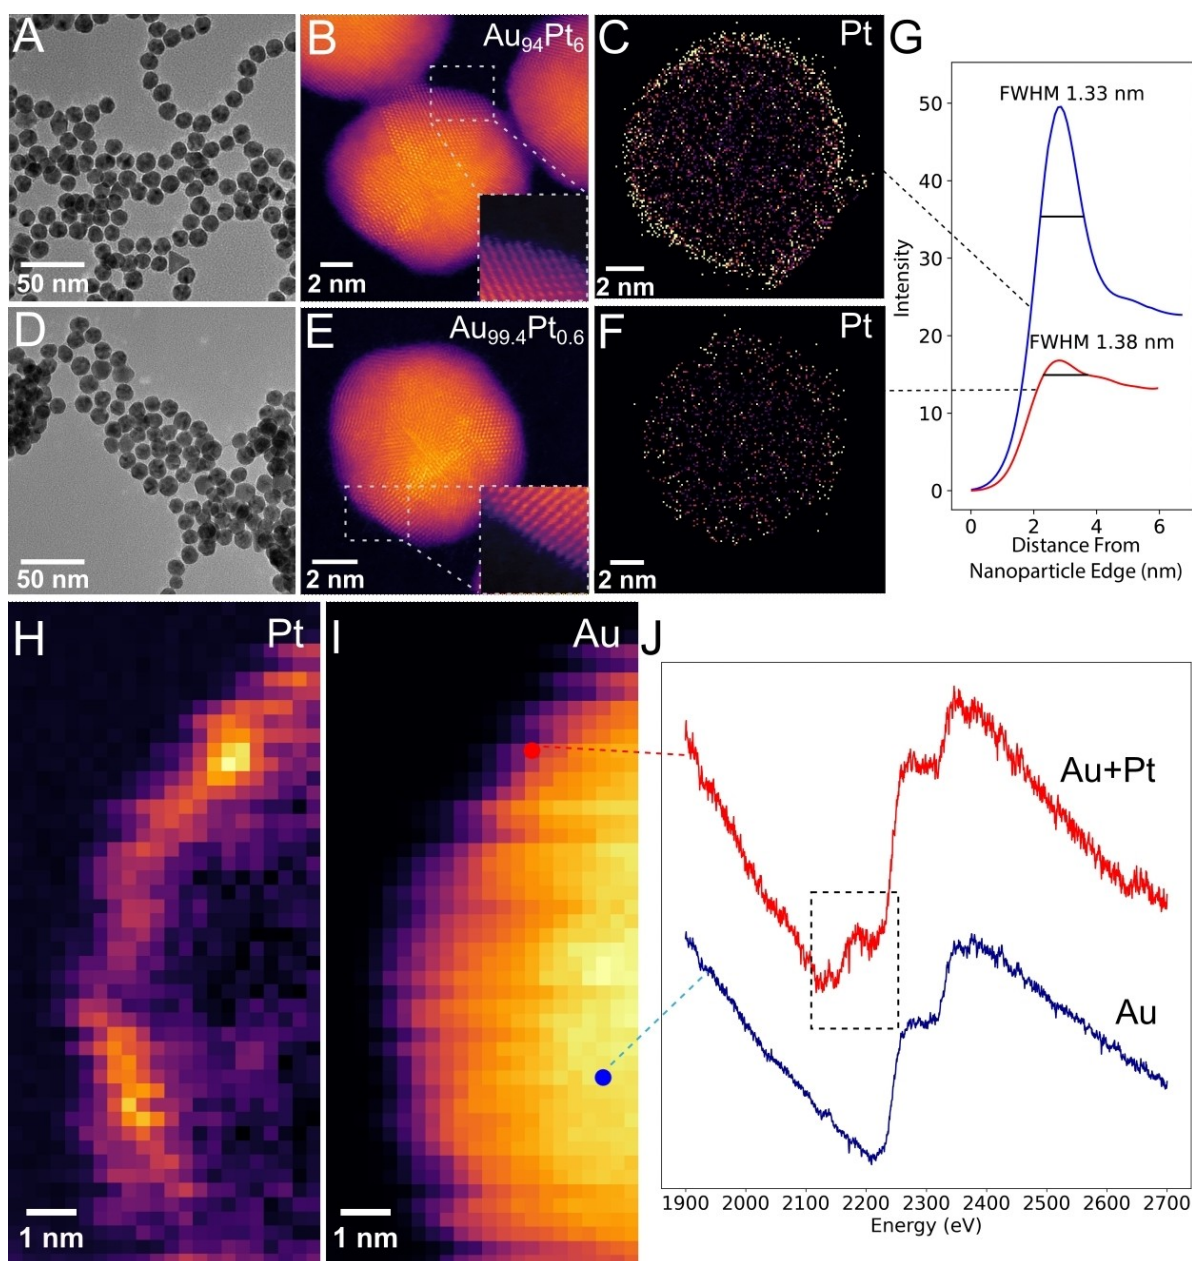 A
50 nm
B
Au94Pt6
2 nm
C
Pt
2 nm
G
FWHM 1.33 nm
FWHM 1.38 nm
Intensity
50
40
30
20
10
0
0 2 4 6
Distance From
Nanoparticle Edge (nm)
D
50 nm
E
Au99.4Pt0.6
2 nm
F
Pt
2 nm
H
Pt
1 nm
I
Au
1 nm
J
Au+Pt
Au
1900 2000 2100 2200 2300 2400 2500 2600 2700
Energy (eV)